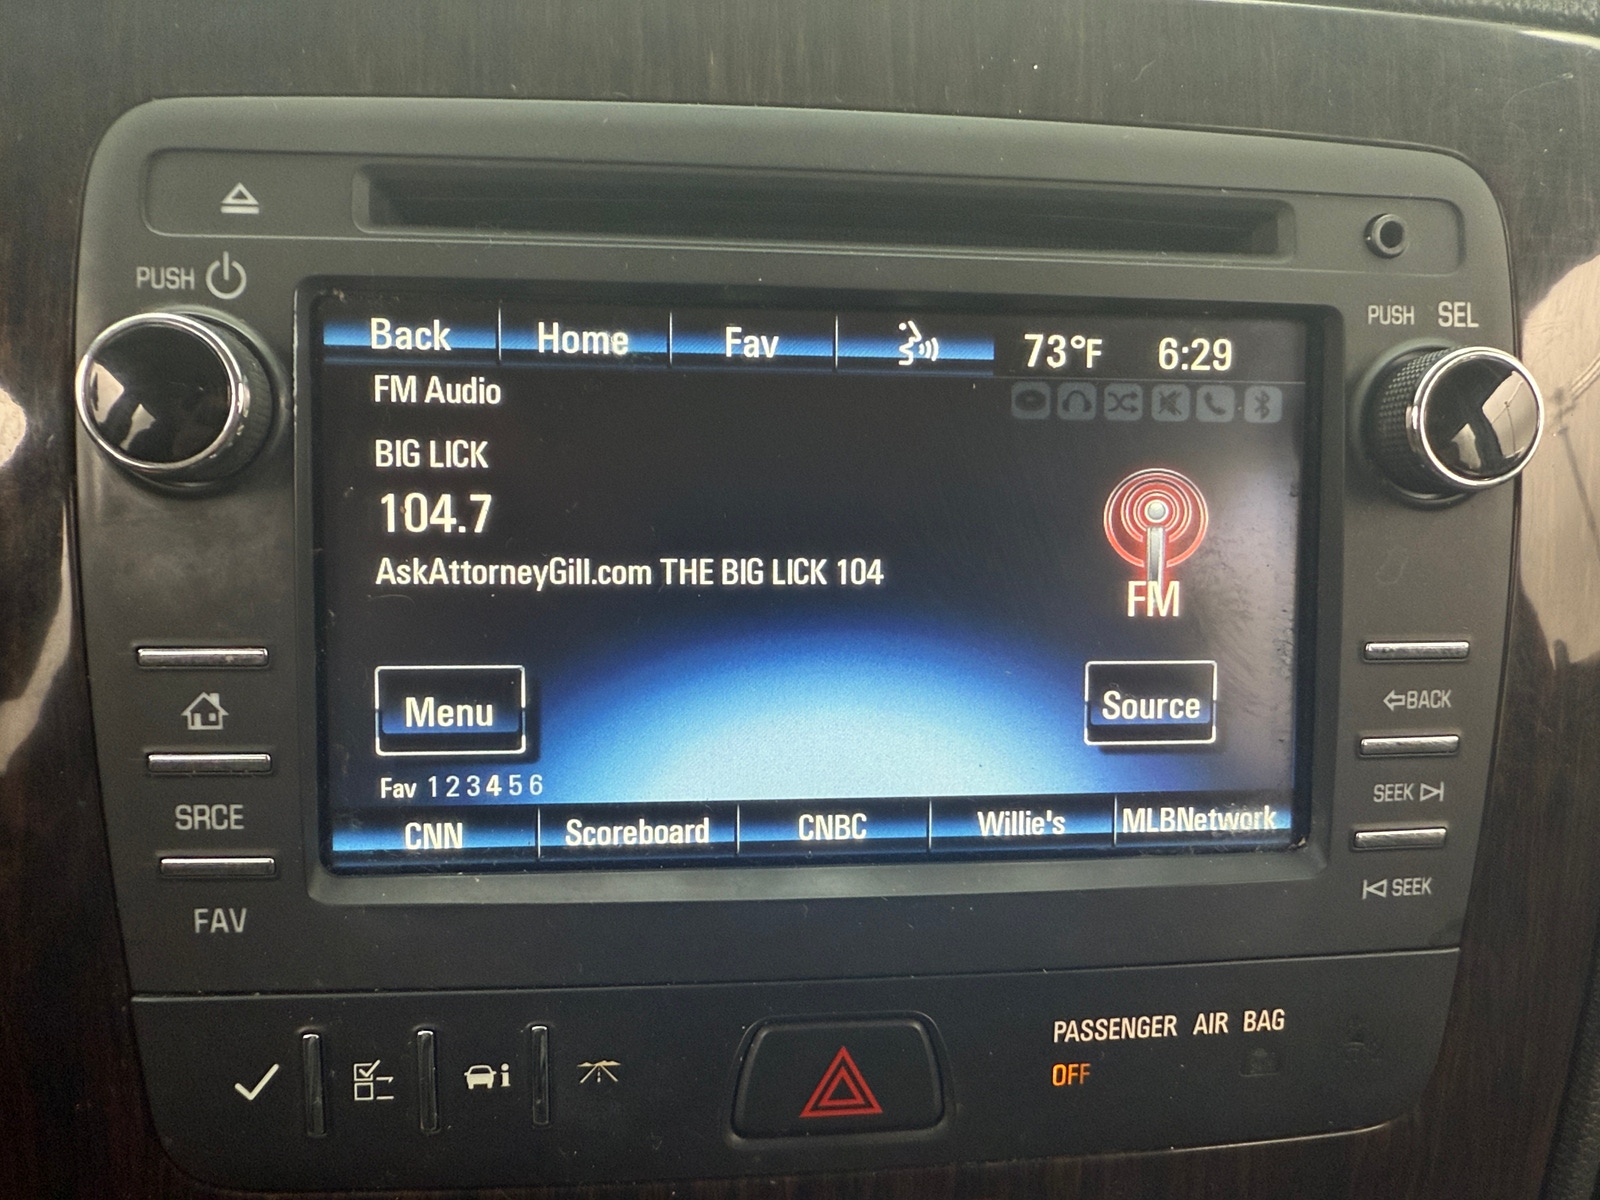 PUSH
PUSH SEL
Back Home Fav 73°F 6:29
FM Audio
BIG LICK
104.7
AskAttorneyGill.com THE BIG LICK 104
FM
Menu Source
Fav 1 2 3 4 5 6
CNN Scoreboard CNBC Willie's MLBNetwork
SRCE
FAV
BACK
SEEK
SEEK
PASSENGER AIR BAG
OFF